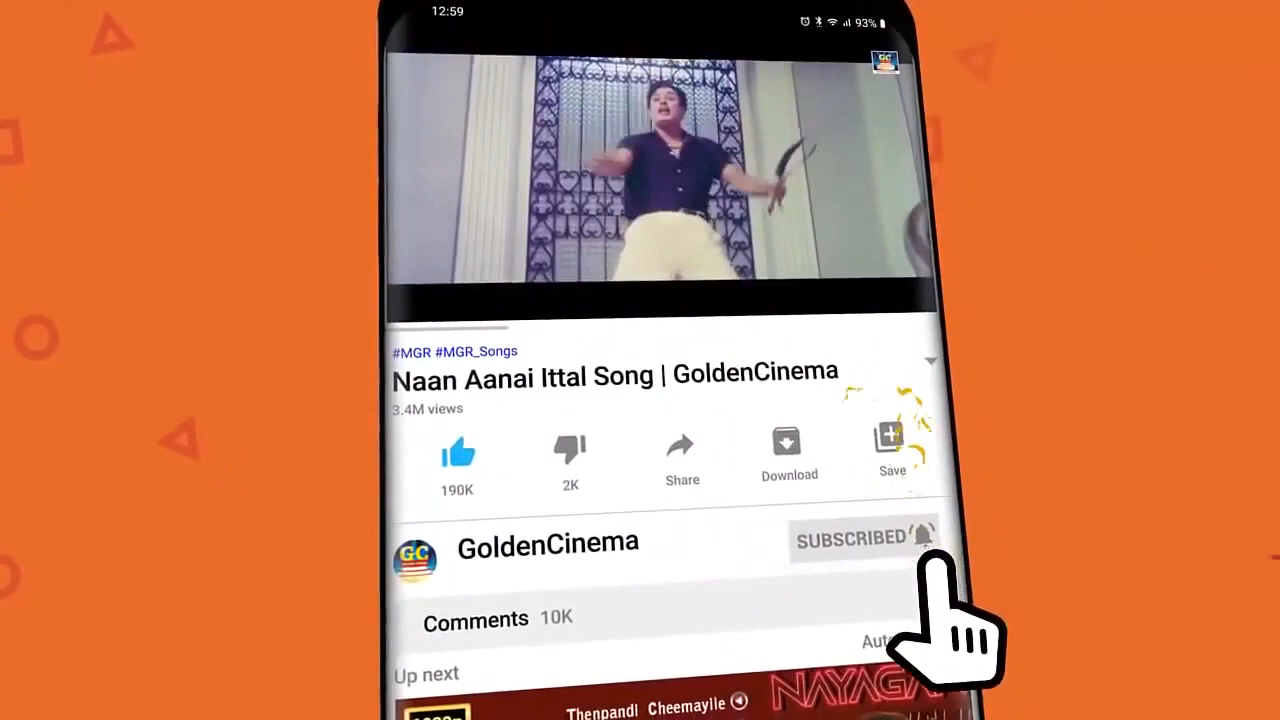 12:59
93%
GC
#MGR #MGR_Songs
Naan Aanai Ittal Song | GoldenCinema
3.4M views
190K
2K
Share
Download
Save
GC
GoldenCinema
SUBSCRIBED
Comments 10K
Up next
Thenpandi Cheemaylle